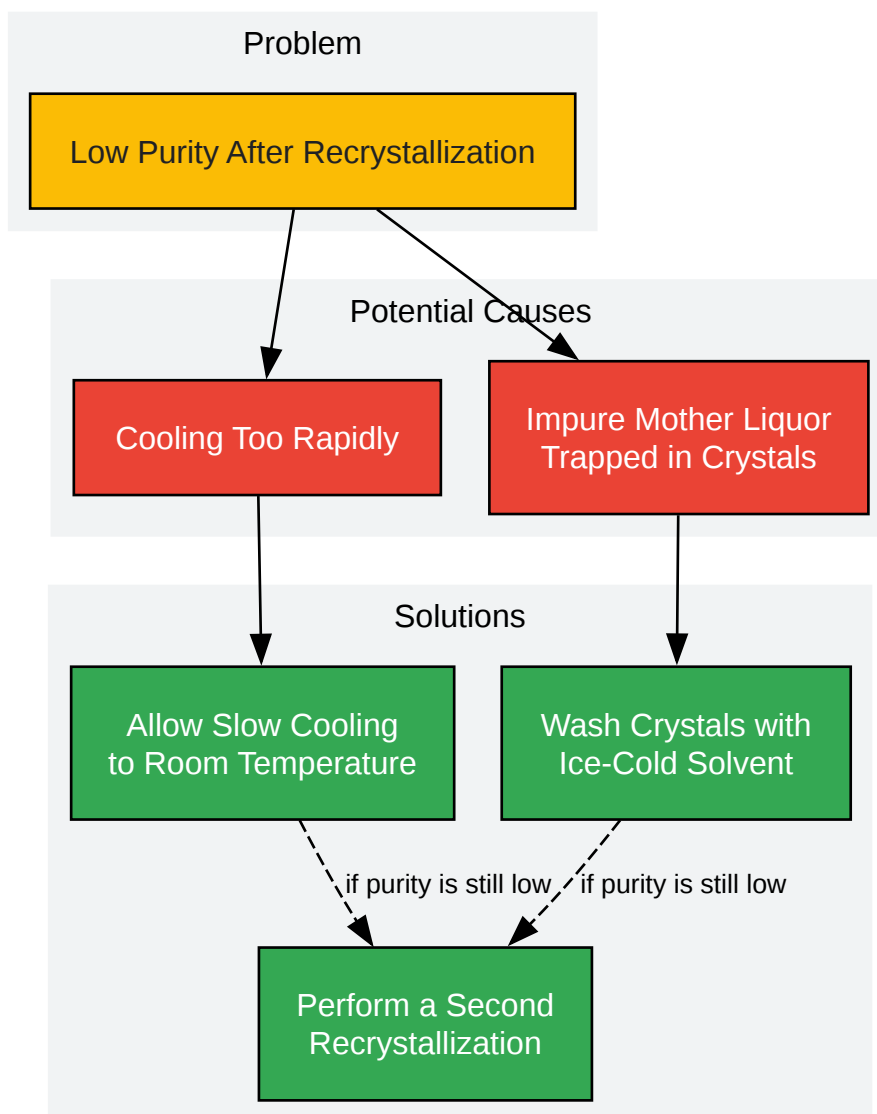 Problem
Low Purity After Recrystallization
Potential Causes
Cooling Too Rapidly
Impure Mother Liquor
Trapped in Crystals
Solutions
Allow Slow Cooling
to Room Temperature
Wash Crystals with
Ice-Cold Solvent
if purity is still low
if purity is still low
Perform a Second
Recrystallization